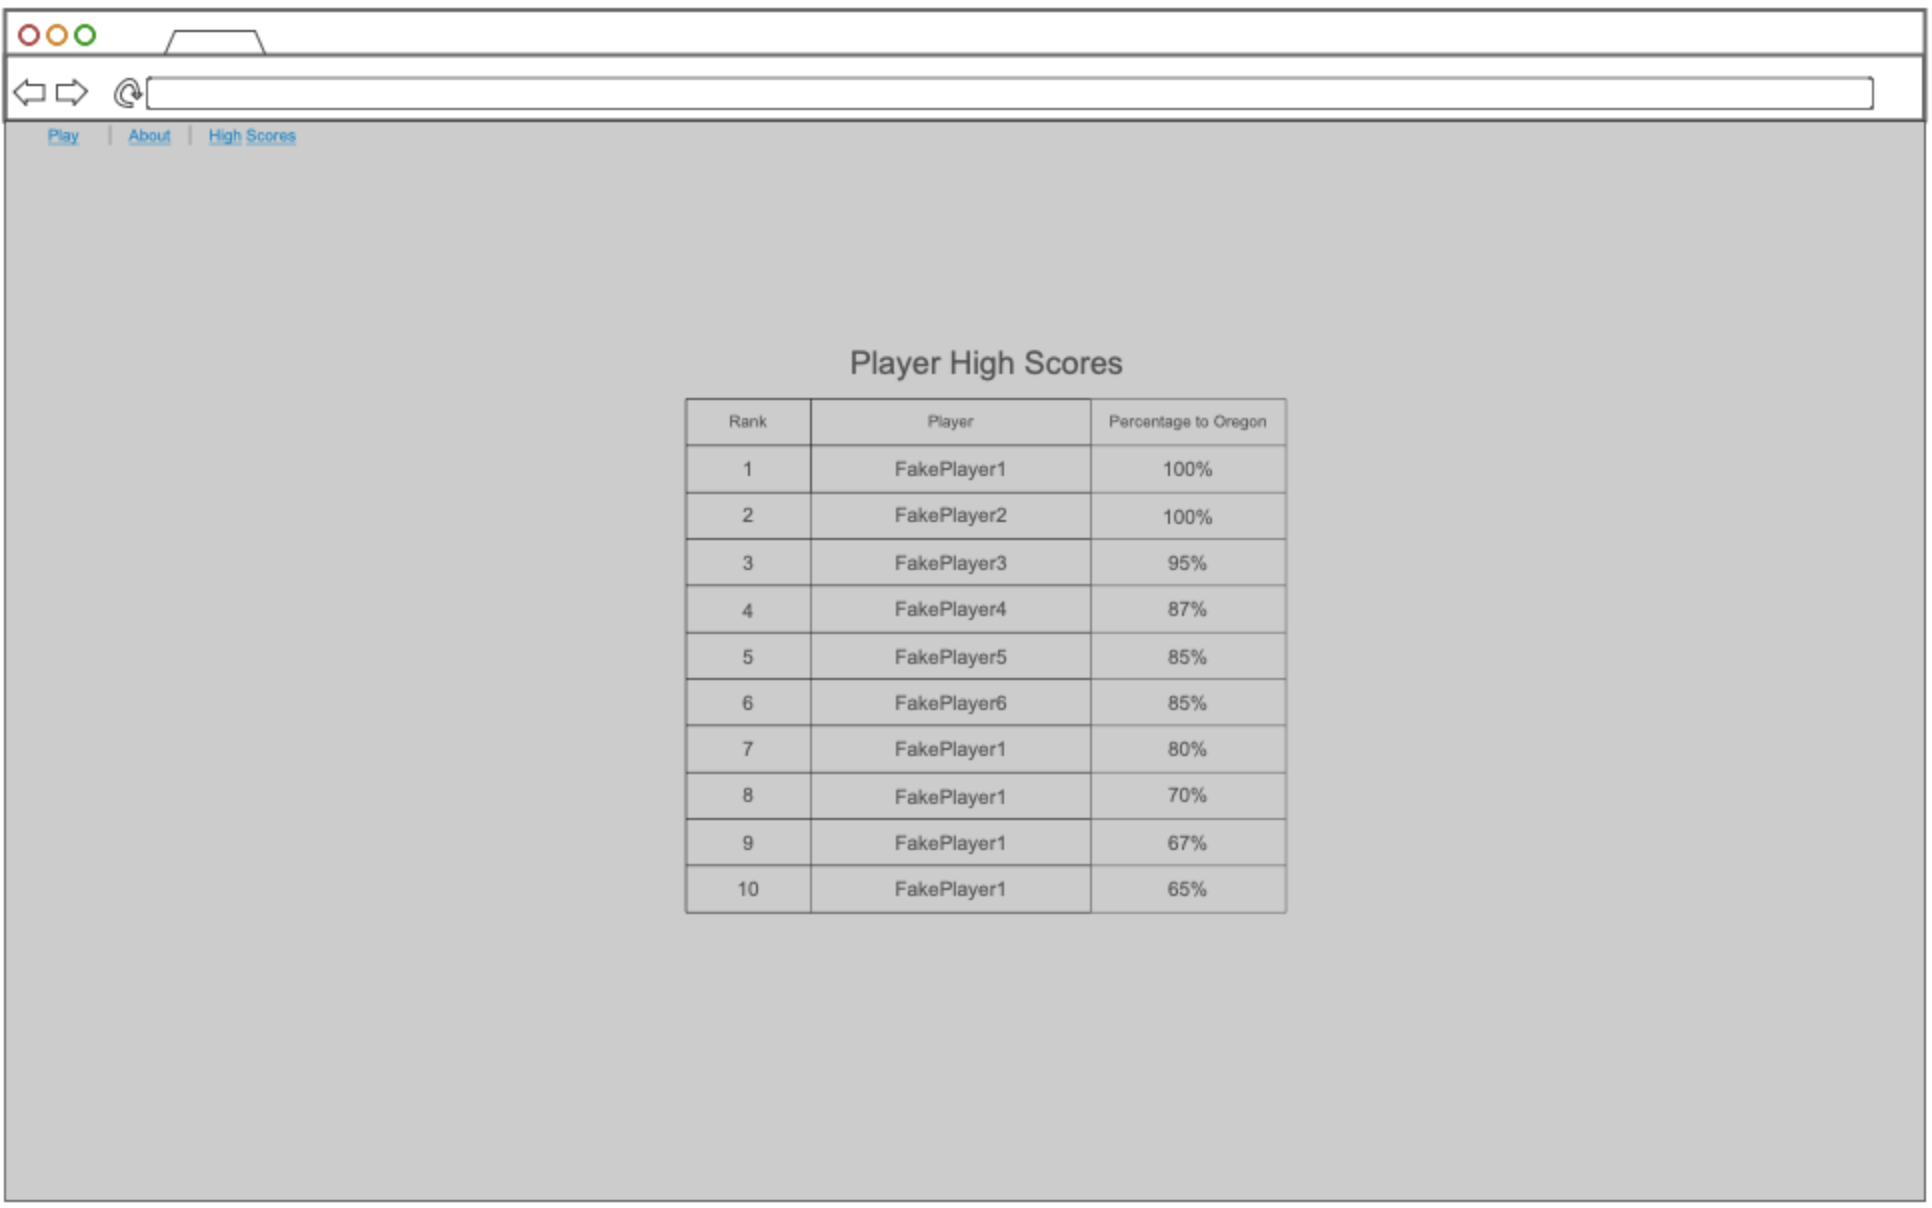 Play | About | High Scores
Player High Scores
Rank Player Percentage to Oregon
1 FakePlayer1 100%
2 FakePlayer2 100%
3 FakePlayer3 95%
4 FakePlayer4 87%
5 FakePlayer5 85%
6 FakePlayer6 85%
7 FakePlayer1 80%
8 FakePlayer1 70%
9 FakePlayer1 67%
10 FakePlayer1 65%